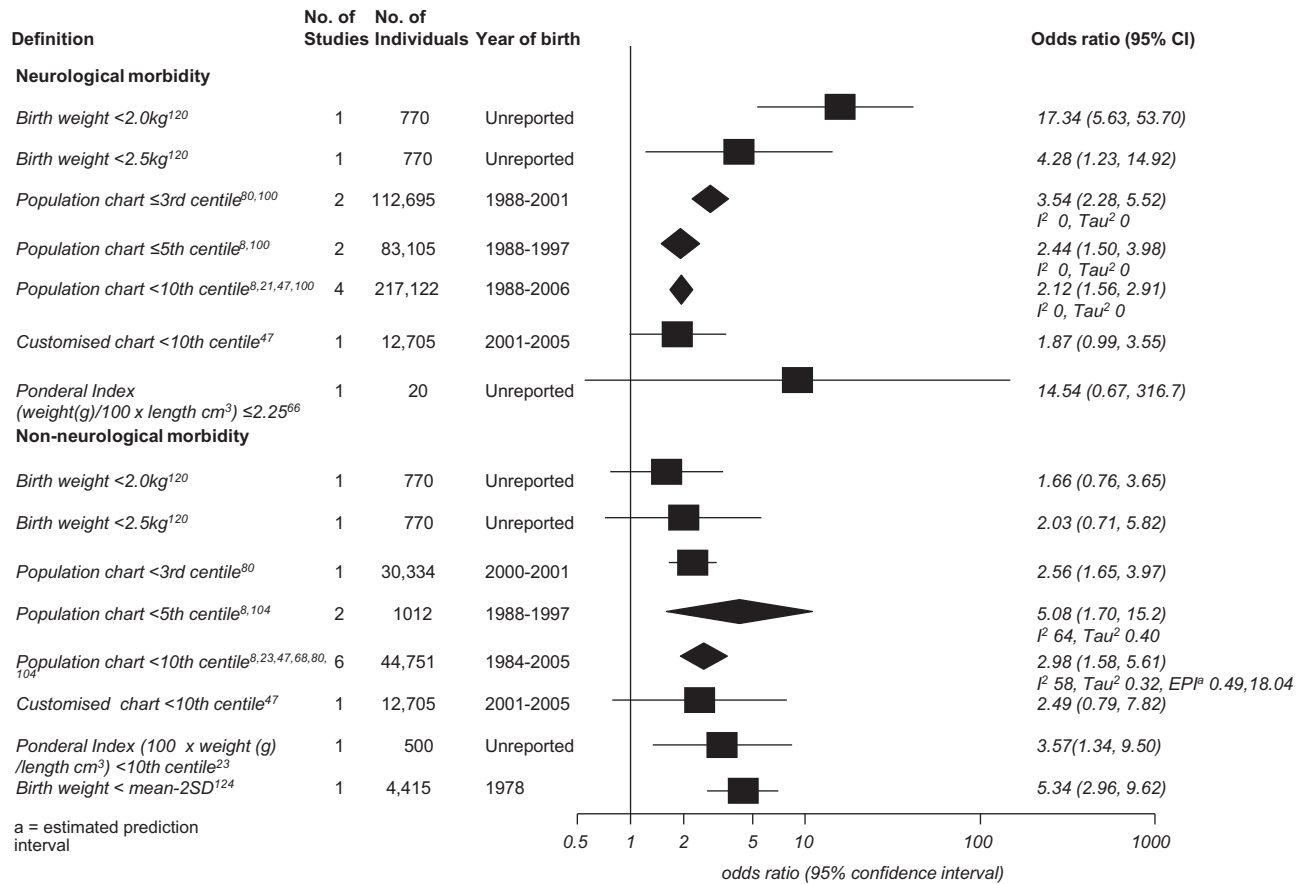 No. of No. of
Definition Studies Individuals Year of birth Odds ratio (95% CI)
Neurological morbidity
Birth weight <2.0kg120 1 770 Unreported 17.34 (5.63, 53.70)
Birth weight <2.5kg120 1 770 Unreported 4.28 (1.23, 14.92)
Population chart ≤3rd centile80,100 2 112,695 1988-2001 3.54 (2.28, 5.52)
I2 0, Tau2 0
Population chart ≤5th centile8,100 2 83,105 1988-1997 2.44 (1.50, 3.98)
I2 0, Tau2 0
Population chart <10th centile8,21,47,100 4 217,122 1988-2006 2.12 (1.56, 2.91)
I2 0, Tau2 0
Customised chart <10th centile47 1 12,705 2001-2005 1.87 (0.99, 3.55)
Ponderal Index 1 20 Unreported 14.54 (0.67, 316.7)
(weight(g)/100 x length cm3) ≤2.2566
Non-neurological morbidity
Birth weight <2.0kg120 1 770 Unreported 1.66 (0.76, 3.65)
Birth weight <2.5kg120 1 770 Unreported 2.03 (0.71, 5.82)
Population chart <3rd centile80 1 30,334 2000-2001 2.56 (1.65, 3.97)
Population chart <5th centile8,104 2 1012 1988-1997 5.08 (1.70, 15.2)
I2 64, Tau2 0.40
Population chart <10th centile8,23,47,68,80, 6 44,751 1984-2005 2.98 (1.58, 5.61)
104
I2 58, Tau2 0.32, EPIa 0.49,18.04
Customised chart <10th centile47 1 12,705 2001-2005 2.49 (0.79, 7.82)
Ponderal Index (100 x weight (g) 1 500 Unreported 3.57(1.34, 9.50)
/length cm3) <10th centile23
Birth weight < mean-2SD124 1 4,415 1978 5.34 (2.96, 9.62)
a = estimated prediction
interval
0.5 1 2 5 10 100 1000
odds ratio (95% confidence interval)